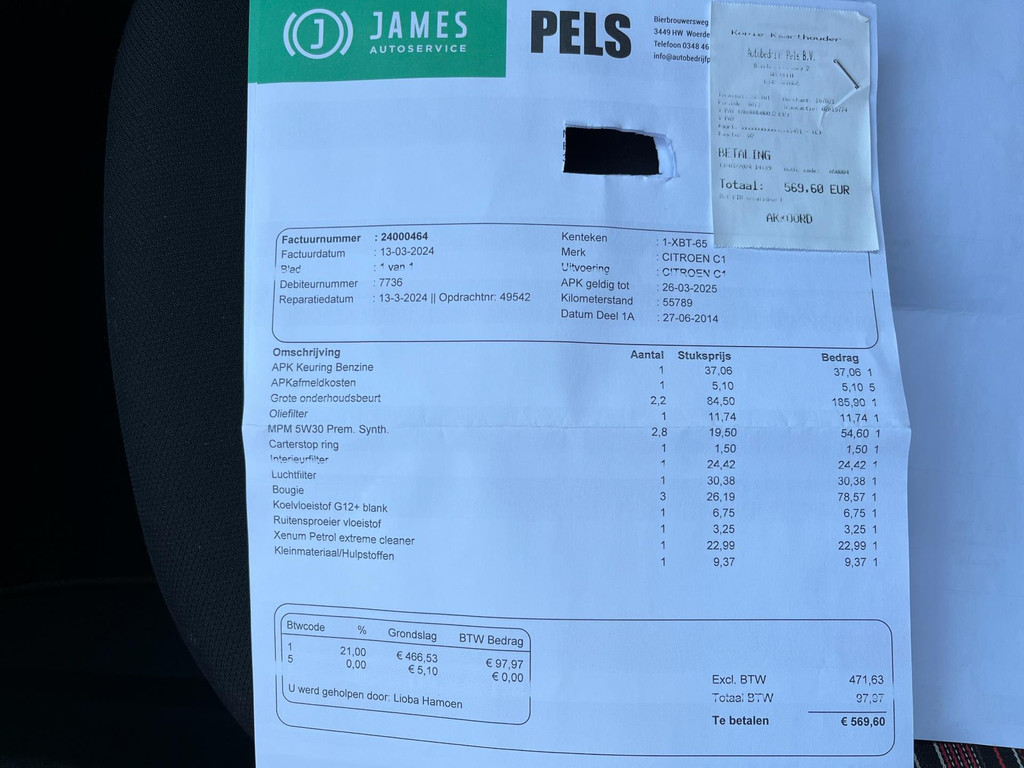 JAMES
AUTOSERVICE
PELS
Bierbrouwersweg
3449 HW Woerde
Telefoon 0348 46
info@autobedrijfp
Kopie Kaarthouder
Autobedrijf Pels B.V.
BETALING
Totaal: 569.60 EUR
AKKOORD
Factuurnummer : 24000464
Factuurdatum : 13-03-2024
Blad : 1 van 1
Debiteurnummer : 7736
Reparatiedatum : 13-3-2024 || Opdrachtnr: 49542
Kenteken : 1-XBT-65
Merk : CITROEN C1
Uitvoering : CITROEN C1
APK geldig tot : 26-03-2025
Kilometerstand : 55789
Datum Deel 1A : 27-06-2014
Omschrijving Aantal Stuksprijs Bedrag
APK Keuring Benzine 1 37,06 37,06 1
APKafmeldkosten 1 5,10 5,10 5
Grote onderhoudsbeurt 2,2 84,50 185,90 1
Oliefilter 1 11,74 11,74 1
MPM 5W30 Prem. Synth. 2,8 19,50 54,60 1
Carterstop ring 1 1,50 1,50 1
Interieurfilter 1 24,42 24,42 1
Luchtfilter 1 30,38 30,38 1
Bougie 3 26,19 78,57 1
Koelvloeistof G12+ blank 1 6,75 6,75 1
Ruitensproeier vloeistof 1 3,25 3,25 1
Xenum Petrol extreme cleaner 1 22,99 22,99 1
Kleinmateriaal/Hulpstoffen 1 9,37 9,37 1
Btwcode % Grondslag BTW Bedrag
1 21,00 € 466,53 € 97,97
5 0,00 € 5,10 € 0,00
U werd geholpen door: Lioba Hamoen
Excl. BTW 471,63
Totaal BTW 97,97
Te betalen € 569,60